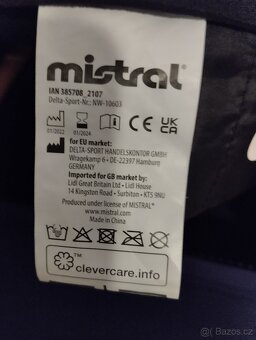 mistral®
IAN 385708_2107
Delta-Sport-Nr.: NW-10603
01/2022 01/2024 CE UK CA
for EU market:
DELTA-SPORT HANDELSKONTOR GMBH
Wragekamp 6 • DE-22397 Hamburg
GERMANY
Imported for GB market by:
Lidl Great Britain Ltd • Lidl House
14 Kingston Road • Surbiton • KT5 9NU
www.mistral.com
Produced under license of MISTRAL®
Made in China
clevercare.info
sbazar.cz